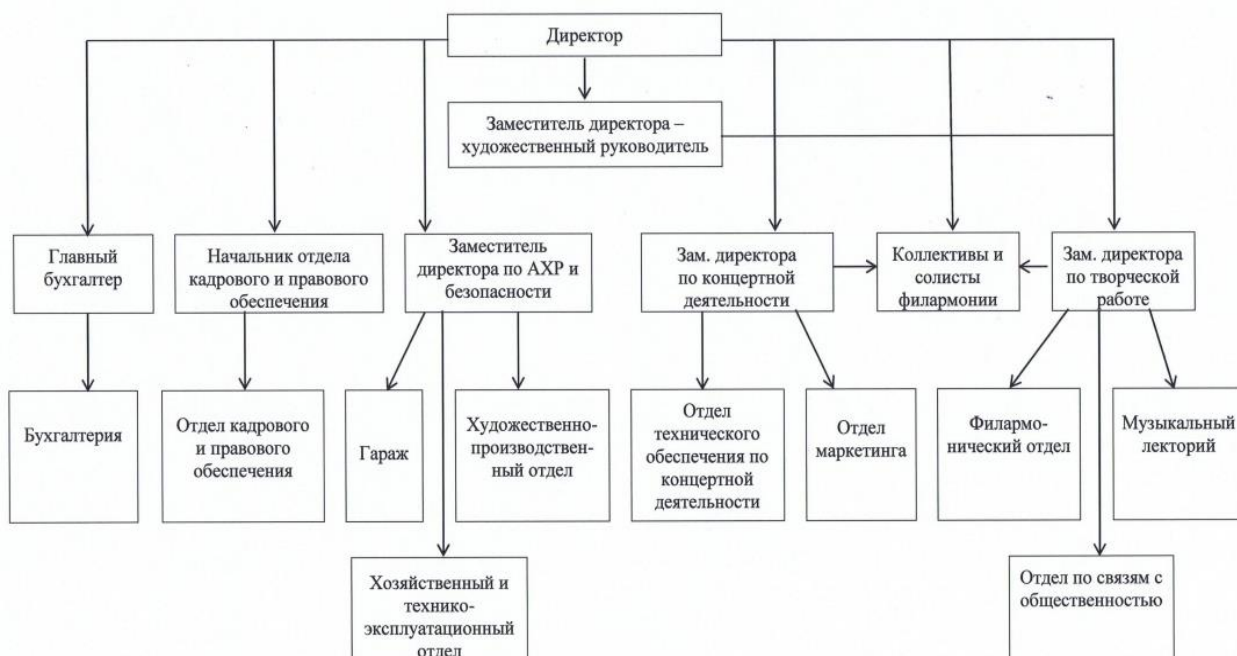 Директор
Заместитель директора –
художественный руководитель
Главный
бухгалтер
Начальник отдела
кадрового и правового
обеспечения
Заместитель
директора по АХР и
безопасности
Зам. директора
по концертной
деятельности
Коллективы и
солисты
филармонии
Зам. директора
по творческой
работе
Бухгалтерия
Отдел кадрового
и правового
обеспечения
Гараж
Художественно-
производствен-
ный отдел
Отдел
технического
обеспечения по
концертной
деятельности
Отдел
маркетинга
Филармо-
нический отдел
Музыкальный
лекторий
Хозяйственный и
технико-
эксплуатационный
отдел
Отдел по связям с
общественностью